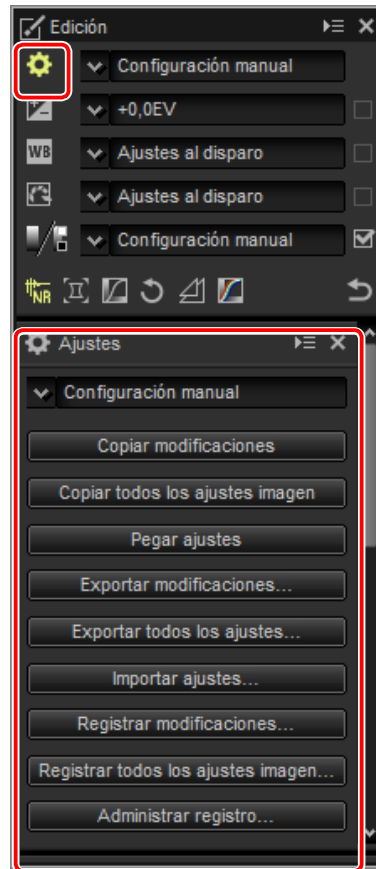 Edición
Configuración manual
+0,0EV
WB Ajustes al disparo
Ajustes al disparo
Configuración manual
NR
Ajustes
Configuración manual
Copiar modificaciones
Copiar todos los ajustes imagen
Pegar ajustes
Exportar modificaciones...
Exportar todos los ajustes...
Importar ajustes...
Registrar modificaciones...
Registrar todos los ajustes imagen...
Administrar registro...